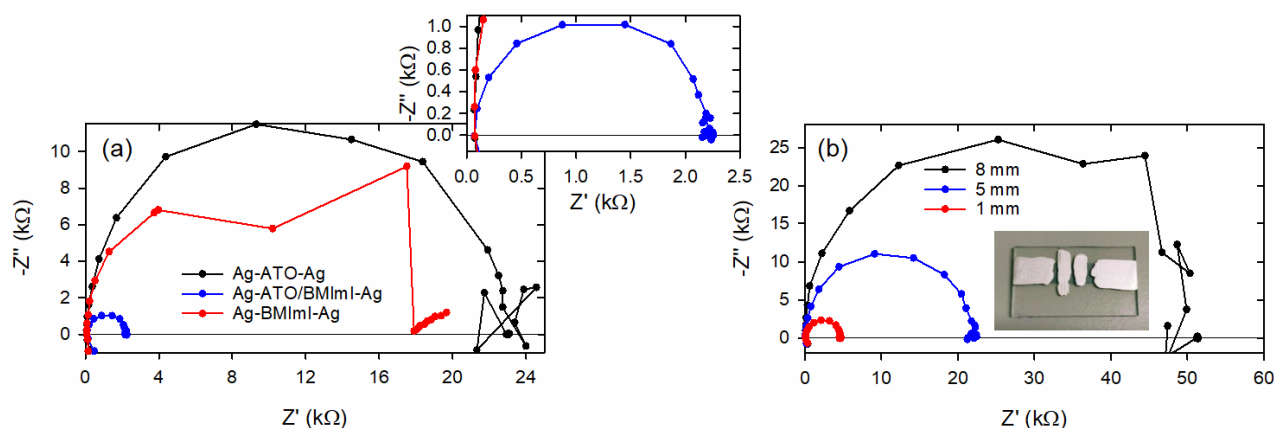 1.0
0.8
0.6
0.4
0.2
0.0
-Z'' (kΩ)
0.0 0.5 1.0 1.5 2.0 2.5
Z' (kΩ)
(a)
10
8
6
4
2
0
-Z'' (kΩ)
Ag-ATO-Ag
Ag-ATO/BMImI-Ag
Ag-BMImI-Ag
0 4 8 12 16 20 24
Z' (kΩ)
(b)
25
20
15
10
5
0
-Z'' (kΩ)
8 mm
5 mm
1 mm
0 10 20 30 40 50 60
Z' (kΩ)